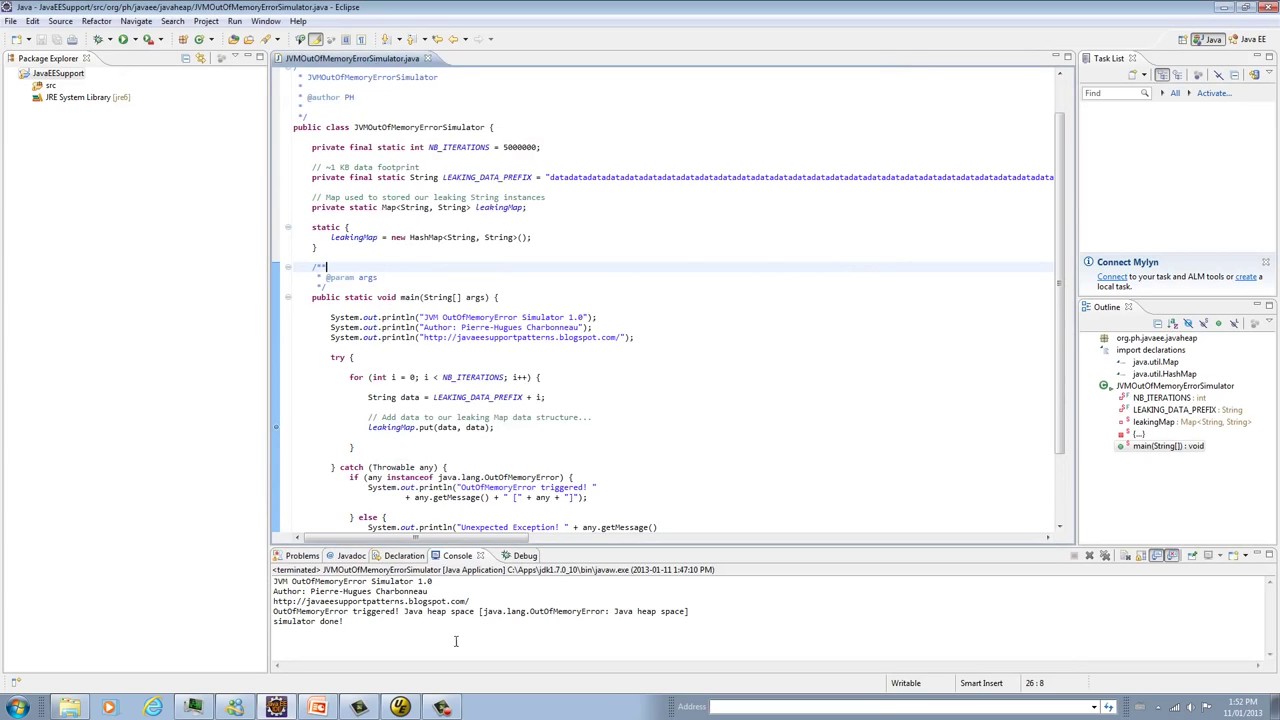 Java - JavaEESupport/src/org/ph/javaee/javaheap/JVMOutOfMemoryErrorSimulator.java - Eclipse
File Edit Source Refactor Navigate Search Project Run Window Help
Java Java EE
Package Explorer
JavaEESupport
src
JRE System Library [jre6]
JVMOutOfMemoryErrorSimulator.java
* JVMOutOfMemoryErrorSimulator
*
* @author PH
*
*/
public class JVMOutOfMemoryErrorSimulator {
private final static int NB_ITERATIONS = 5000000;
// ~1 KB data footprint
private final static String LEAKING_DATA_PREFIX = "datadatadatadatadatadatadatadatadatadatadatadatadatadatadatadatadatadatadatadatadatadatadatadatadatadatadata
// Map used to stored our leaking String instances
private static Map<String, String> leakingMap;
static {
leakingMap = new HashMap<String, String>();
}
/**
* @param args
*/
public static void main(String[] args) {
System.out.println("JVM OutOfMemoryError Simulator 1.0");
System.out.println("Author: Pierre-Hugues Charbonneau");
System.out.println("http://javaeesupportpatterns.blogspot.com/");
try {
for (int i = 0; i < NB_ITERATIONS; i++) {
String data = LEAKING_DATA_PREFIX + i;
// Add data to our leaking Map data structure...
leakingMap.put(data, data);
}
} catch (Throwable any) {
if (any instanceof java.lang.OutOfMemoryError) {
System.out.println("OutOfMemoryError triggered! "
+ any.getMessage() + " [" + any + "]");
} else {
System.out.println("Unexpected Exception! " + any.getMessage()
Task List
Find All Activate...
Connect Mylyn
Connect to your task and ALM tools or create a
local task.
Outline
org.ph.javaee.javaheap
import declarations
java.util.Map
java.util.HashMap
JVMOutOfMemoryErrorSimulator
NB_ITERATIONS : int
LEAKING_DATA_PREFIX : String
leakingMap : Map<String, String>
{...}
main(String[]) : void
Problems Javadoc Declaration Console Debug
<terminated> JVMOutOfMemoryErrorSimulator [Java Application] C:\Apps\jdk1.7.0_10\bin\javaw.exe (2013-01-11 1:47:10 PM)
JVM OutOfMemoryError Simulator 1.0
Author: Pierre-Hugues Charbonneau
http://javaeesupportpatterns.blogspot.com/
OutOfMemoryError triggered! Java heap space [java.lang.OutOfMemoryError: Java heap space]
simulator done!
Writable Smart Insert 26 : 8
Address
1:52 PM
11/01/2013